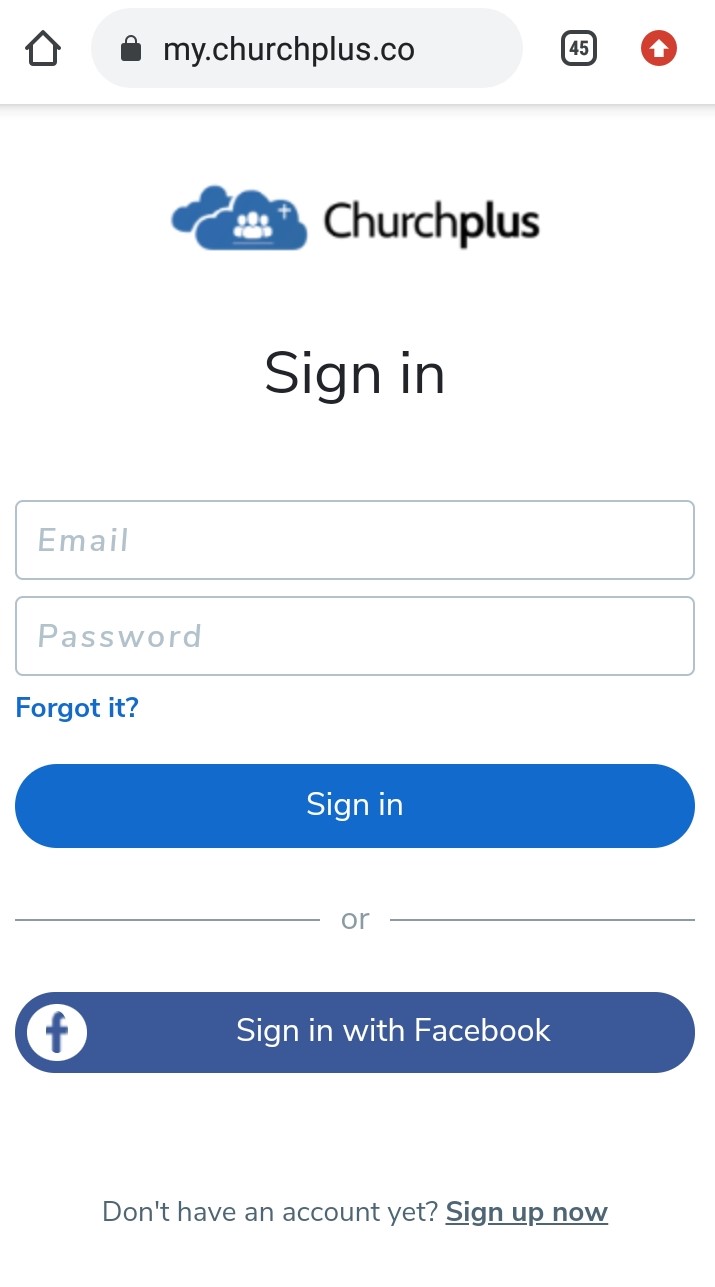 my.churchplus.co
45
Churchplus
Sign in
Email
Password
Forgot it?
Sign in
or
Sign in with Facebook
Don't have an account yet? Sign up now